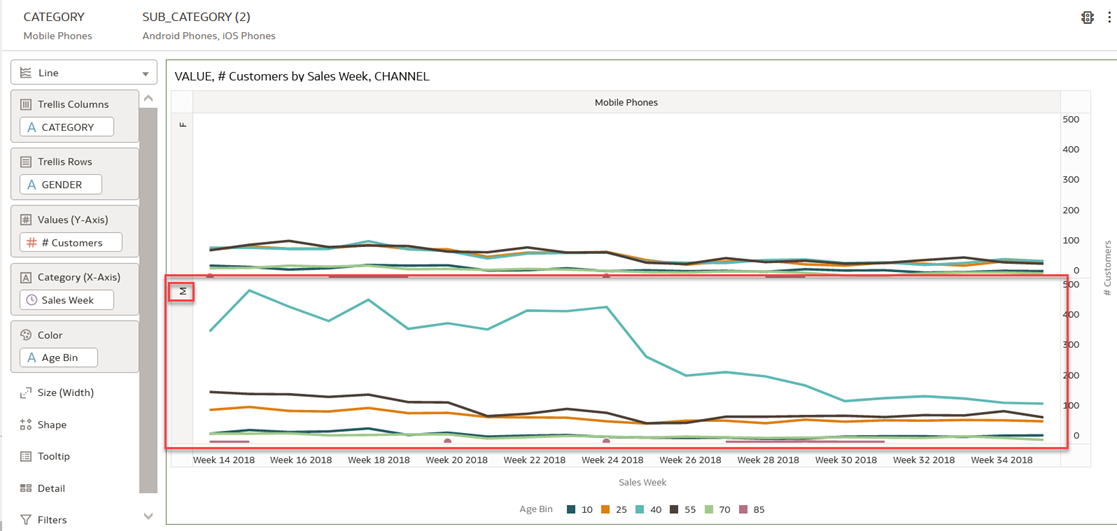 CATEGORY SUB_CATEGORY (2)
Mobile Phones Android Phones, iOS Phones
Line
Trellis Columns
A CATEGORY
Trellis Rows
A GENDER
Values (Y-Axis)
# # Customers
Category (X-Axis)
Sales Week
Color
A Age Bin
Size (Width)
Shape
Tooltip
Detail
Filters
VALUE, # Customers by Sales Week, CHANNEL
Mobile Phones
F
500
400
300
200
100
0
M
500
400
300
200
100
0
# Customers
Week 14 2018 Week 16 2018 Week 18 2018 Week 20 2018 Week 22 2018 Week 24 2018 Week 26 2018 Week 28 2018 Week 30 2018 Week 32 2018 Week 34 2018
Sales Week
Age Bin 10 25 40 55 70 85